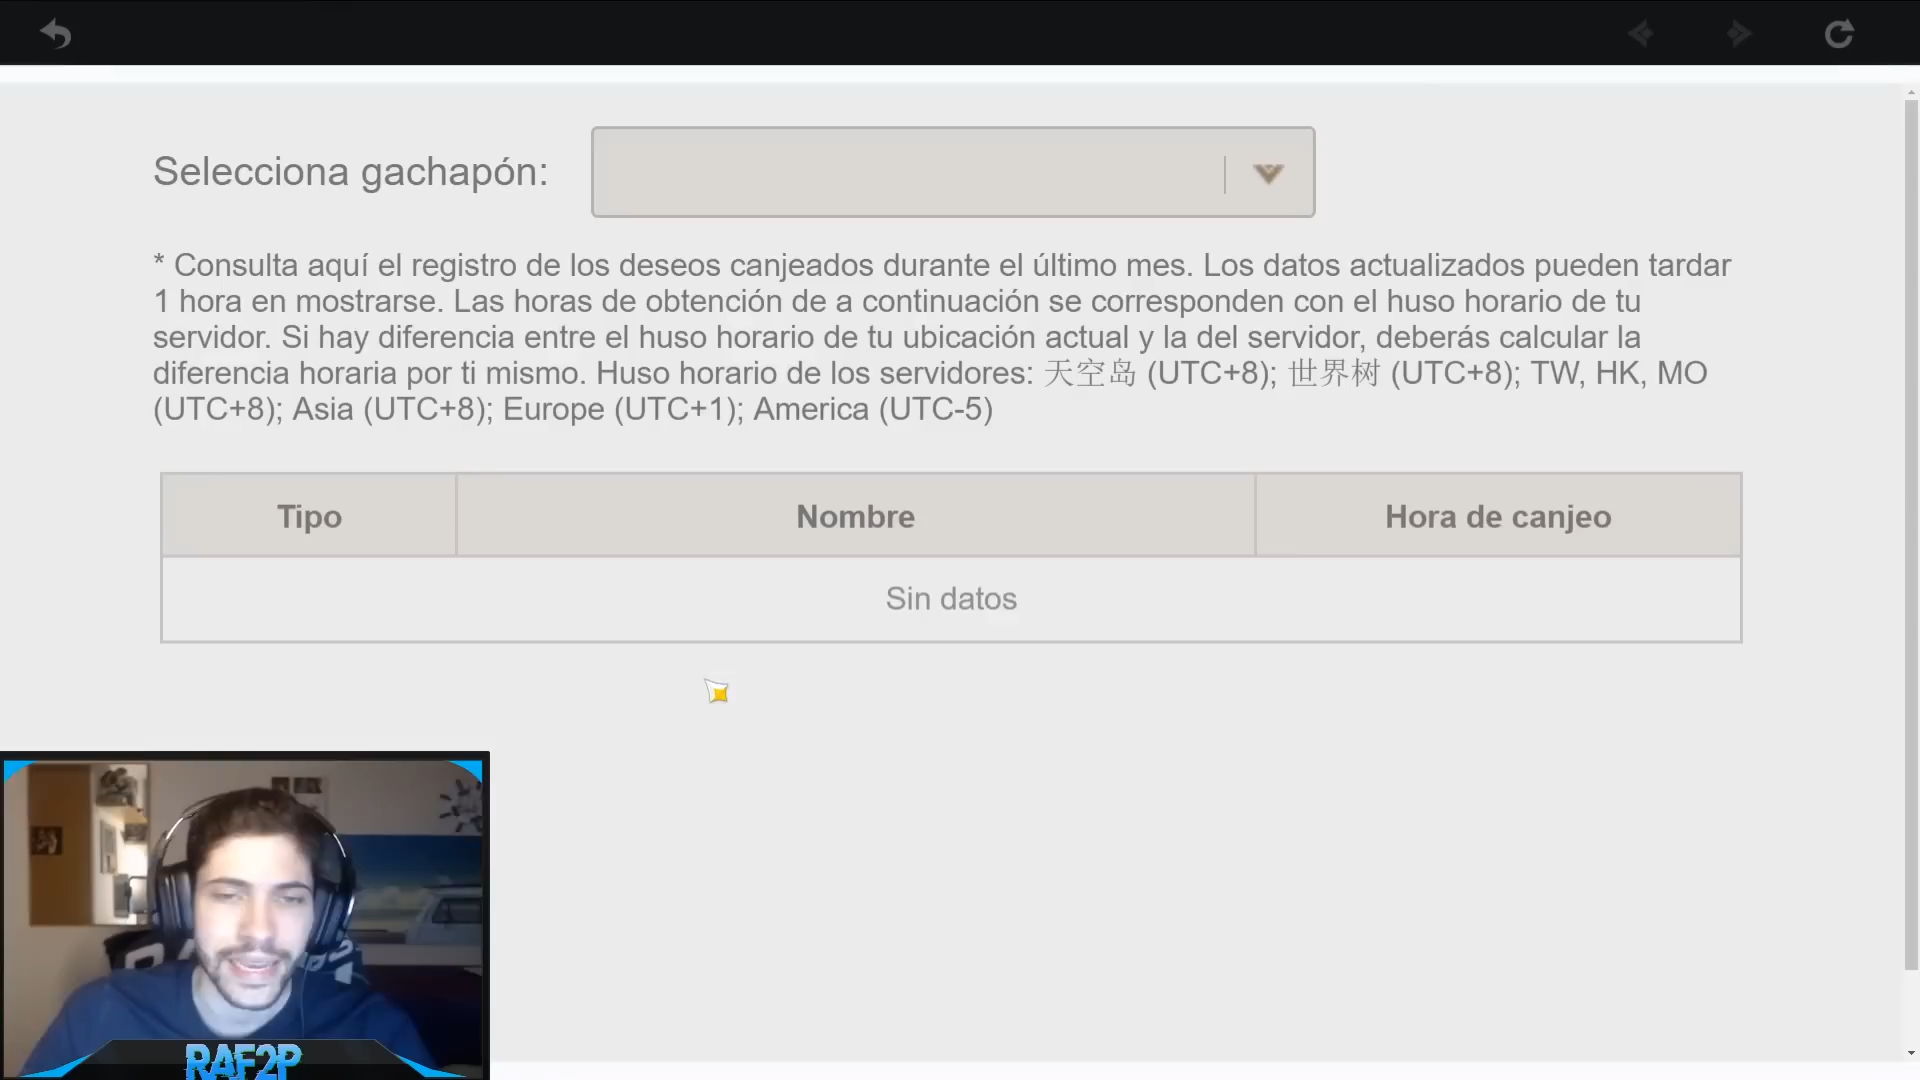 Selecciona gachapón:
* Consulta aquí el registro de los deseos canjeados durante el último mes. Los datos actualizados pueden tardar
1 hora en mostrarse. Las horas de obtención de a continuación se corresponden con el huso horario de tu
servidor. Si hay diferencia entre el huso horario de tu ubicación actual y la del servidor, deberás calcular la
diferencia horaria por ti mismo. Huso horario de los servidores: 天空岛 (UTC+8); 世界树 (UTC+8); TW, HK, MO
(UTC+8); Asia (UTC+8); Europe (UTC+1); America (UTC-5)
Tipo Nombre Hora de canjeo
Sin datos
RAF2P